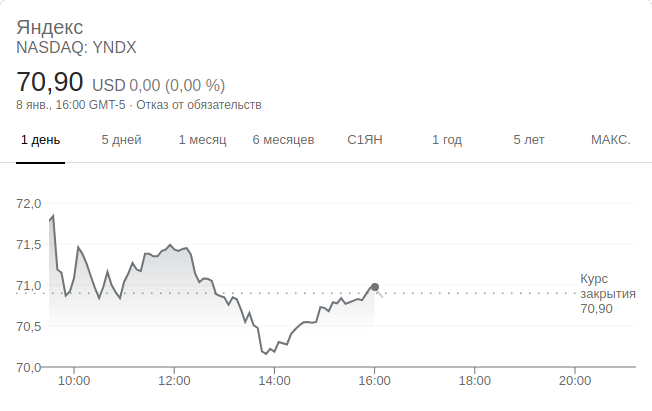 Яндекс
NASDAQ: YNDX
70,90 USD 0,00 (0,00 %)
8 янв., 16:00 GMT-5 · Отказ от обязательств
1 день 5 дней 1 месяц 6 месяцев С1ЯН 1 год 5 лет МАКС.
72,0
71,5
71,0
70,5
70,0
Курс
закрытия
70,90
10:00 12:00 14:00 16:00 18:00 20:00